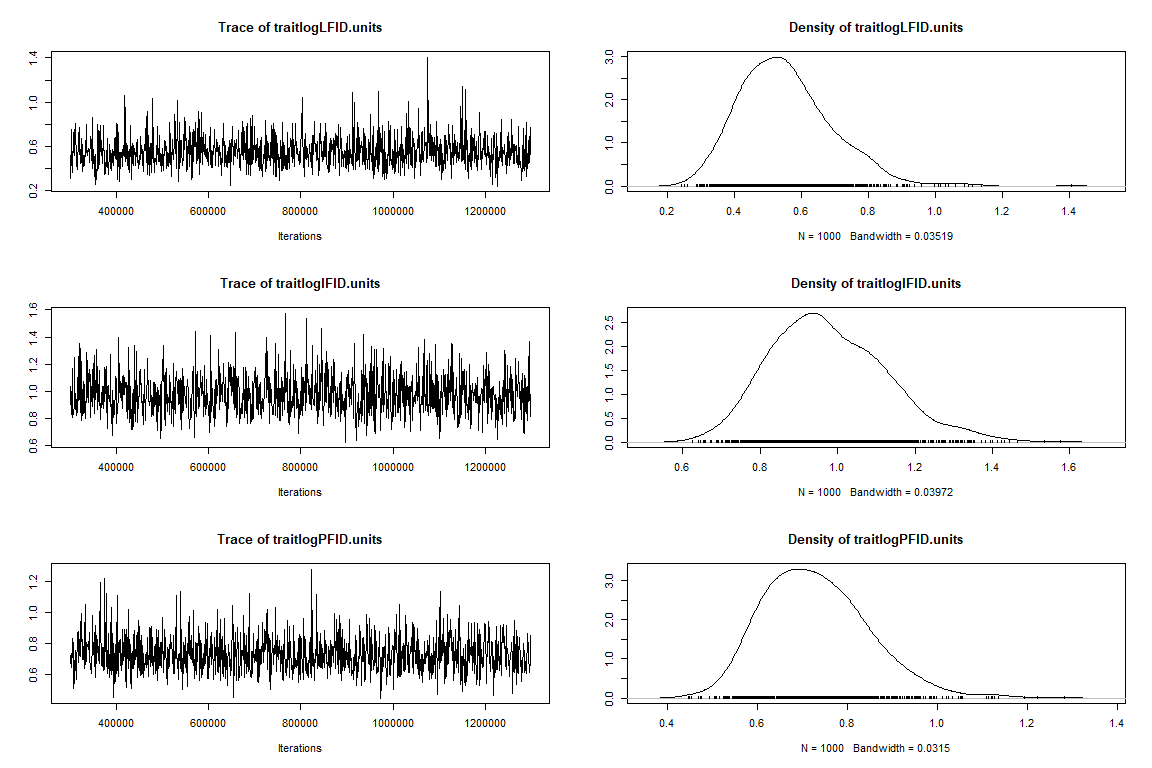 Trace of traitlogLFID.units
1.4
1.0
0.6
0.2
400000 600000 800000 1000000 1200000
Iterations
Density of traitlogLFID.units
3.0
2.0
1.0
0.0
0.2 0.4 0.6 0.8 1.0 1.2 1.4
N = 1000 Bandwidth = 0.03519
Trace of traitlogIFID.units
1.6
1.4
1.2
1.0
0.8
0.6
400000 600000 800000 1000000 1200000
Iterations
Density of traitlogIFID.units
2.5
2.0
1.5
1.0
0.5
0.0
0.6 0.8 1.0 1.2 1.4 1.6
N = 1000 Bandwidth = 0.03972
Trace of traitlogPFID.units
1.2
1.0
0.8
0.6
400000 600000 800000 1000000 1200000
Iterations
Density of traitlogPFID.units
3.0
2.0
1.0
0.0
0.4 0.6 0.8 1.0 1.2 1.4
N = 1000 Bandwidth = 0.0315